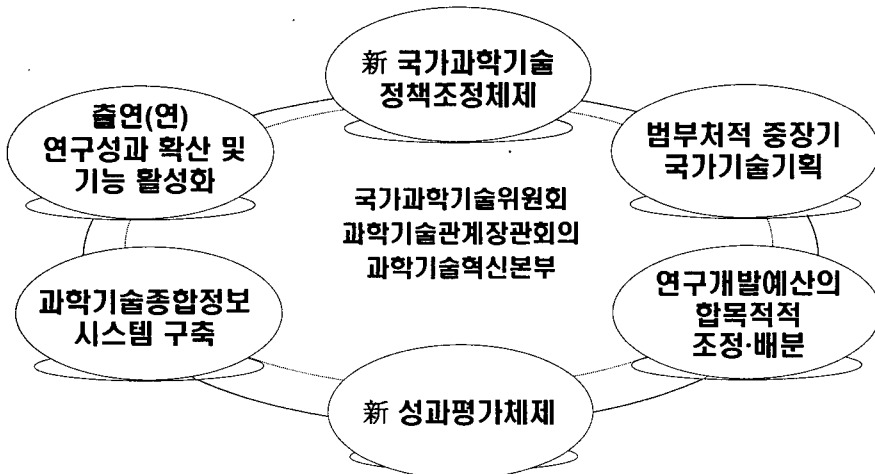 新 국가과학기술
정책조정체제
출연(연)
연구성과 확산 및
기능 활성화
범부처적 중장기
국가기술기획
국가과학기술위원회
과학기술관계장관회의
과학기술혁신본부
과학기술종합정보
시스템 구축
연구개발예산의
합목적적
조정·배분
新 성과평가체제